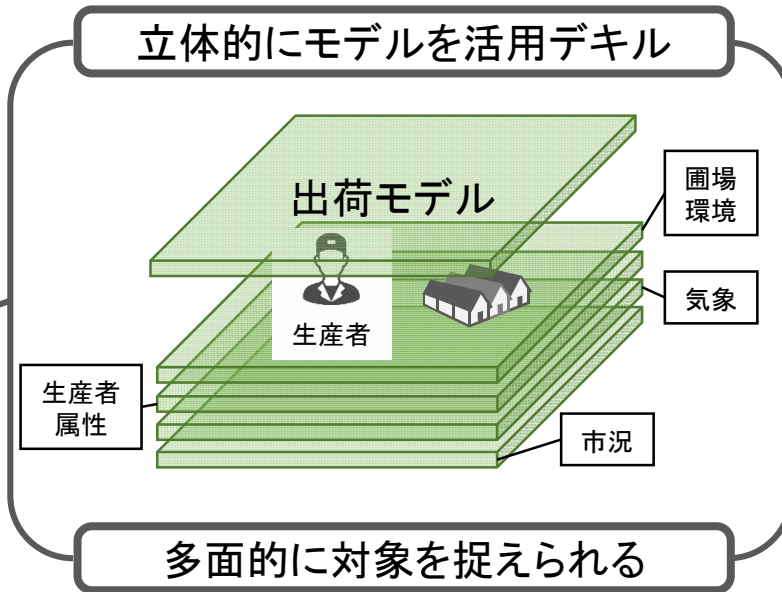 立体的にモデルを活用デキル
出荷モデル
圃場
環境
生産者
気象
生産者
属性
市況
多面的に対象を捉えられる